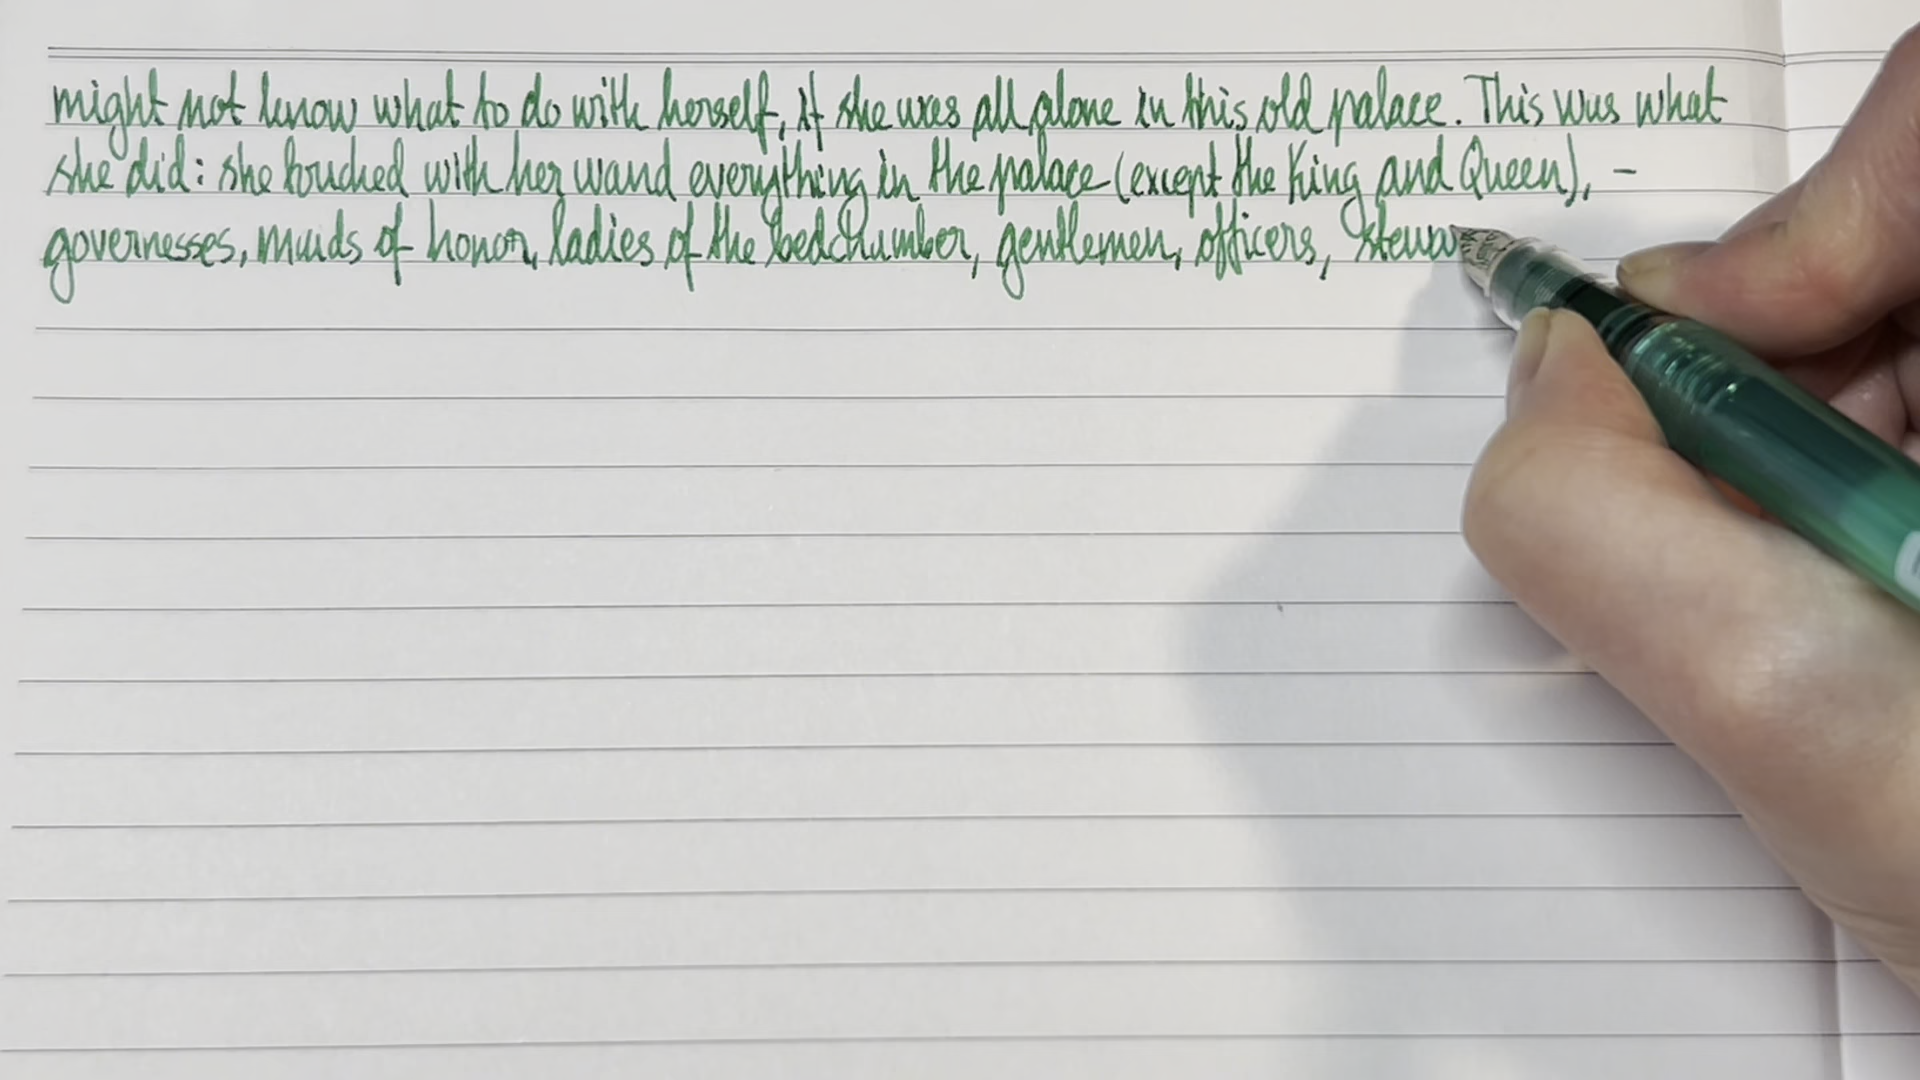 might not know what to do with herself, if she was all alone in this old palace. This was what
she did: she touched with her wand everything in the palace (except the King and Queen), -
governesses, maids of honor, ladies of the bedchamber, gentlemen, officers, stewa